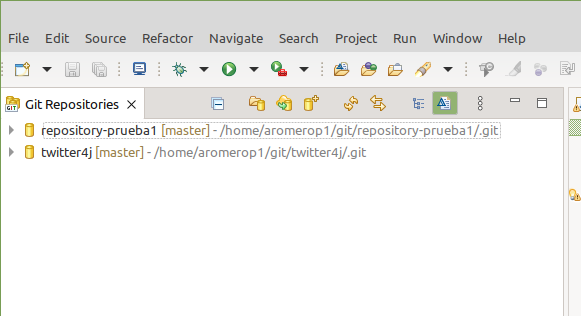 File Source Refactor Navigate Search Project Run Window Help
GIT Git Repositories
repository-prueba1 [master] - /home/aromerop1/git/repository-prueba1/.git
twitter4j [master] - /home/aromerop1/git/twitter4j/.git